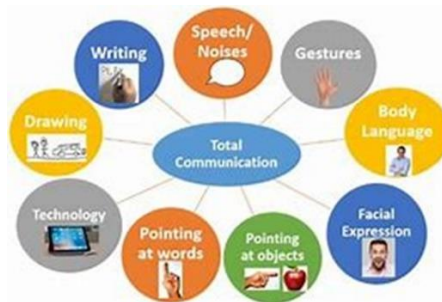 Speech/
Noises
Gestures
Body
Language
Facial
Expression
Pointing
at objects
Pointing
at words
Technology
Drawing
Writing
Total
Communication